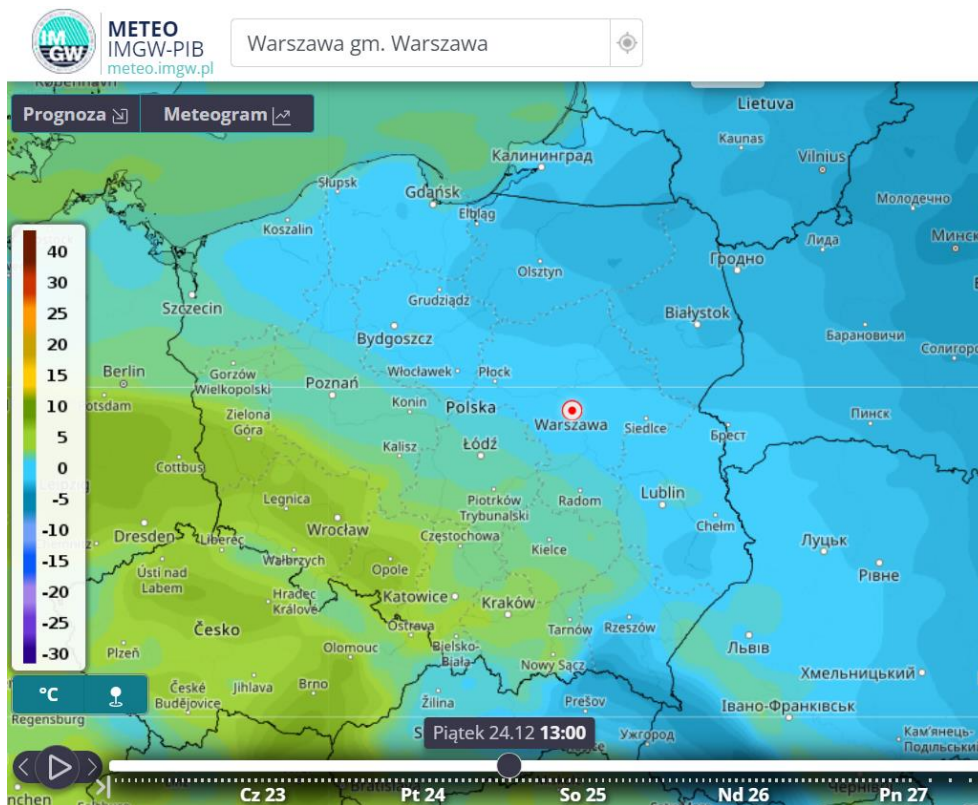 METEO
IMGW-PIB
meteo.imgw.pl
IM
GW
Warszawa gm. Warszawa
København
Prognoza
Meteogram
Lietuva
Kaunas
Vilnius
Калининград
Молодечно
Słupsk
Gdańsk
Elbląg
Koszalin
Лида
Минск
Гродно
Olsztyn
Szczecin
Grudziądz
Białystok
Bydgoszcz
Барановичи
Солигор
Berlin
Gorzów
Wielkopolski
Poznań
Włocławek
Płock
Konin
Polska
otsdam
Zielona
Góra
Warszawa
Siedlce
Брест
Пинск
Kalisz
Łódź
Cottbus
Legnica
Piotrków
Trybunalski
Radom
Lublin
Dresden
Liberec
Wrocław
Częstochowa
Chełm
Wałbrzych
Kielce
Луцьк
Рівне
Ústí nad
Labem
Opole
Hradec
Králové
Katowice
Kraków
Česko
Ostrava
Tarnów
Rzeszów
Plzeň
Olomouc
Bielsko-
Biała
Nowy Sącz
Львів
Хмельницький
České
Budějovice
Jihlava
Brno
Žilina
Prešov
Івано-Франківськ
Regensburg
Ужгород
Кам'янець-
Подільський
40
30
25
20
15
10
5
0
-5
-10
-15
-20
-25
-30
°C
Piątek 24.12 13:00
Cz 23
Pt 24
So 25
Nd 26
Pn 27